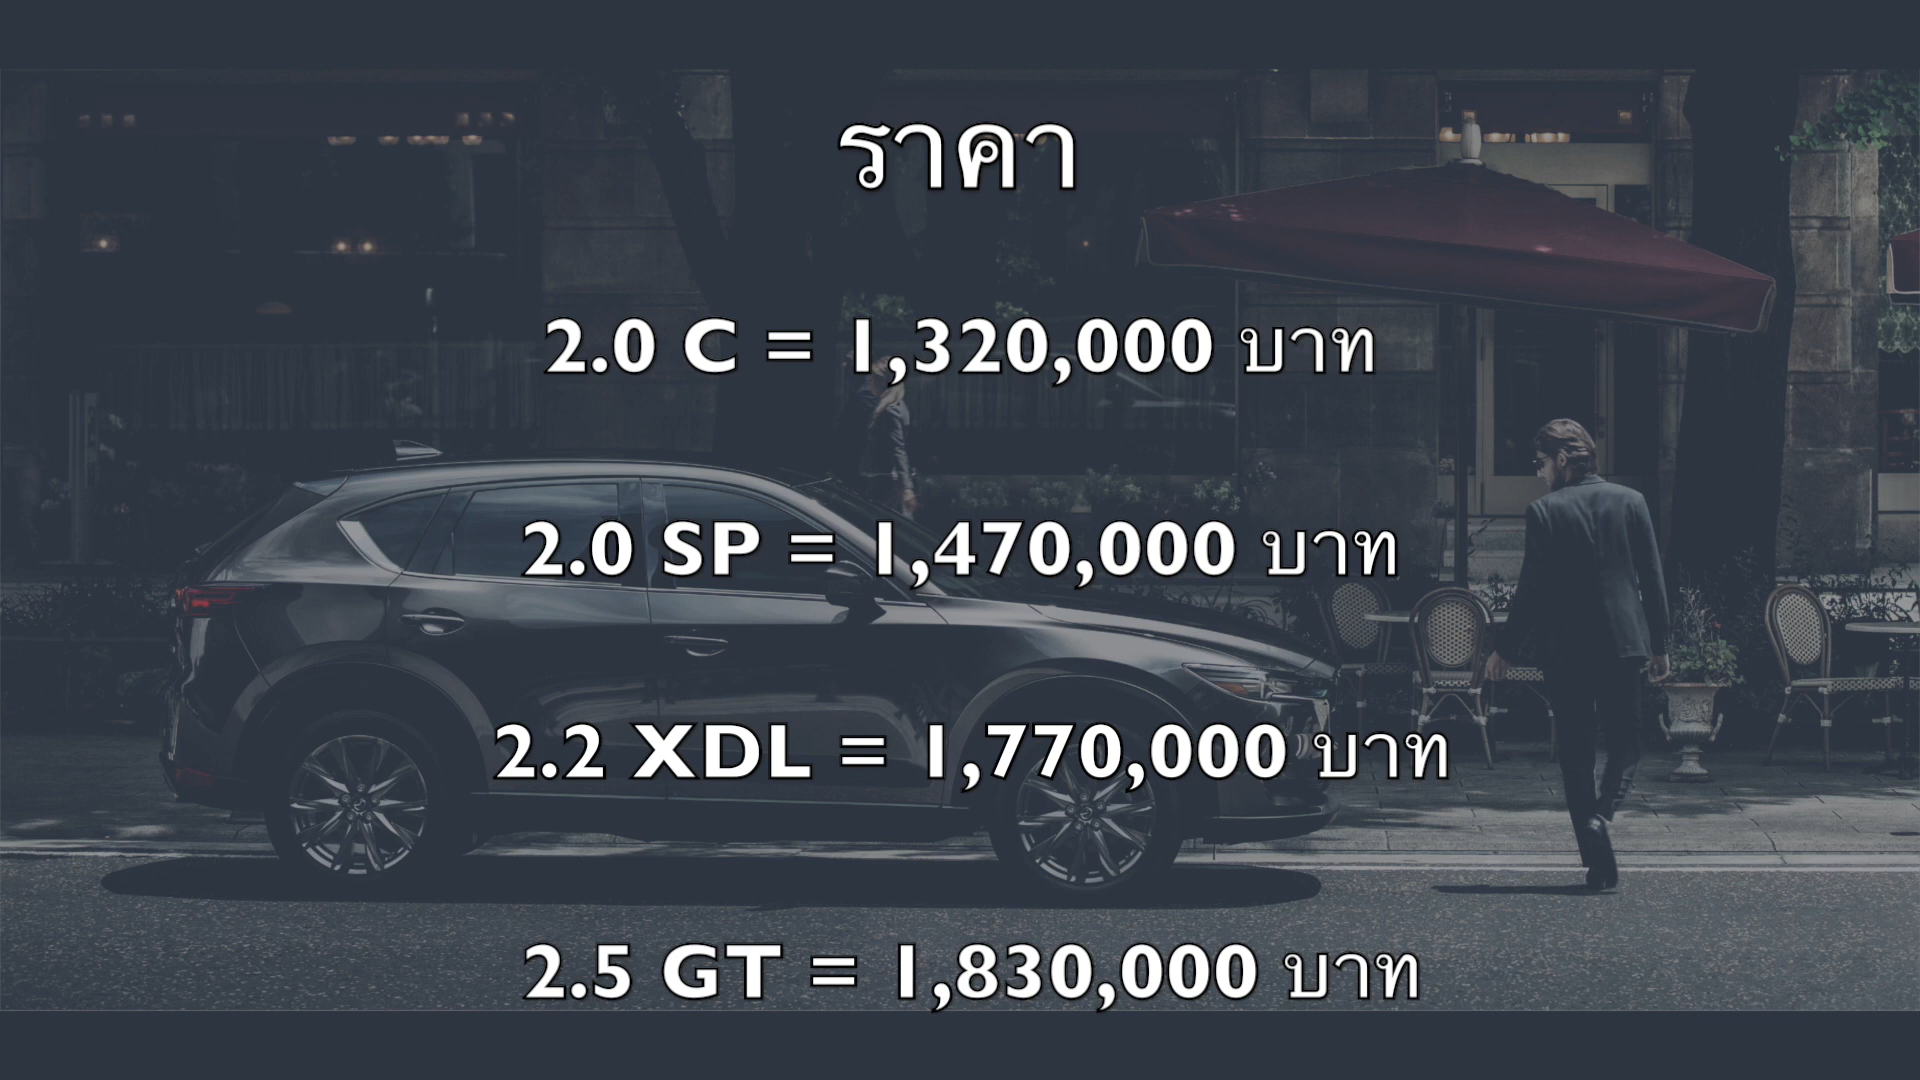 ราคา
2.0 C = 1,320,000 บาท
2.0 SP = 1,470,000 บาท
2.2 XDL = 1,770,000 บาท
2.5 GT = 1,830,000 บาท